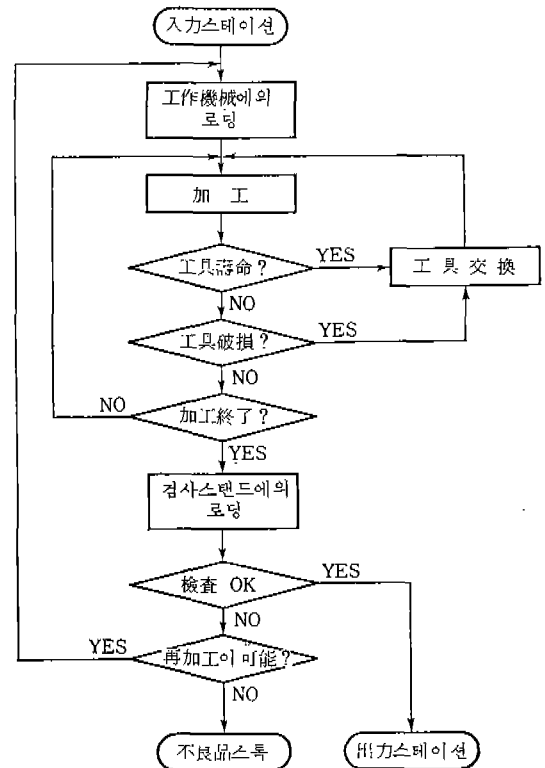 入力스테이션
工作機械에의
로딩
加 工
工具壽命?
YES
工 具 交 換
NO
工具破損?
YES
NO
NO
加工終了?
YES
검사스탠드에의
로딩
檢査 OK
YES
NO
YES
再加工이 可能?
NO
不良品스톡
出力스테이션